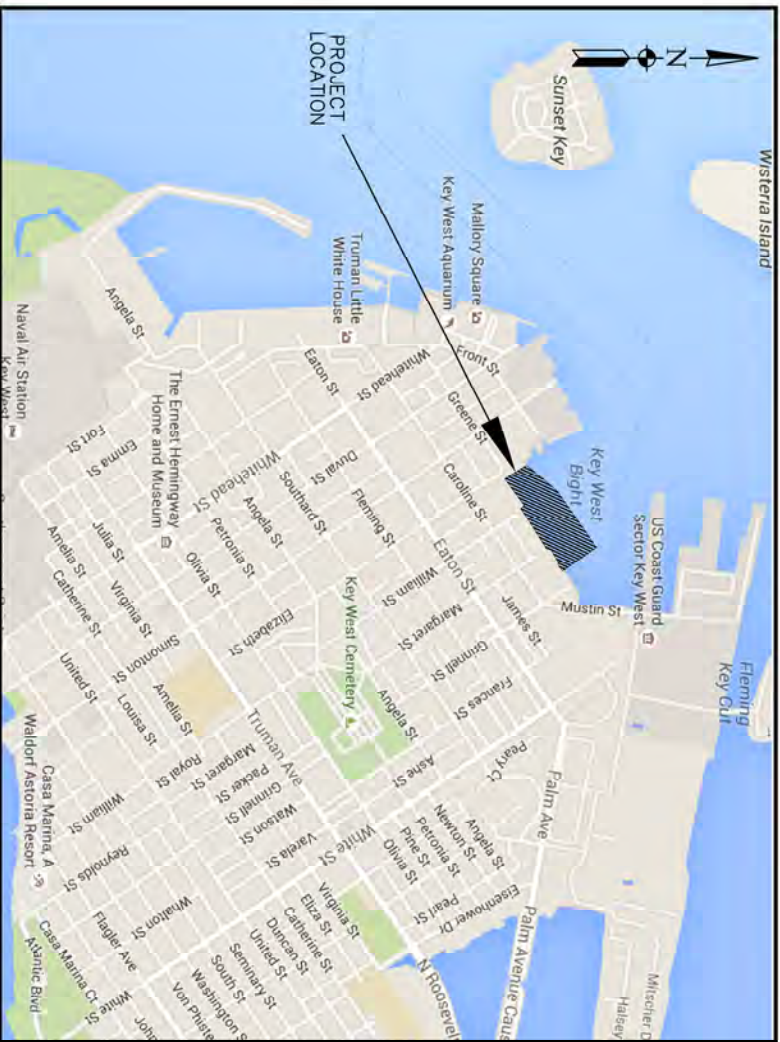 N
PROJECT
LOCATION
Wisteria Island
Sunset Key
Mallory Square
Key West Aquarium
Truman Little
White House
Front St
Whitehead St
Greene St
Key West
Bight
US Coast Guard
Sector Key West
Fleming
Key Cut
Mustin St
Eaton St
Caroline St
Duval St
Fleming St
Eaton St
James St
William St
Margaret St
Grinnell St
Frances St
Southard St
Angela St
Petronia St
Olivia St
Whitehead St
Elizabeth St
Key West Cemetery
Angela St
Ashe St
Peary Ct
Palm Ave
Angela St
Newton St
Petronia St
Pine St
Olivia St
Pearl St
Eisenhower Dr
Palm Avenue Caus
Mitscher D
Halsey
N Roosevel
Angela St
The Ernest Hemingway
Home and Museum
Naval Air Station
Key West
Fort St
Emma St
Julia St
Amelia St
Catherine St
Virginia St
Simonton St
United St
Louisa St
Amelia St
Truman Ave
Royal St
Margaret St
Packer St
Grinnell St
Watson St
Varela St
White St
William St
Reynolds St
Whalton St
Virginia St
Eliza St
Catherine St
Duncan St
United St
Seminary St
South St
Washington S
Von Phiste
John
Flagler Ave
White St
Casa Marina Ct
Atlantic Blvd
Casa Marina, A
Waldorf Astoria Resort